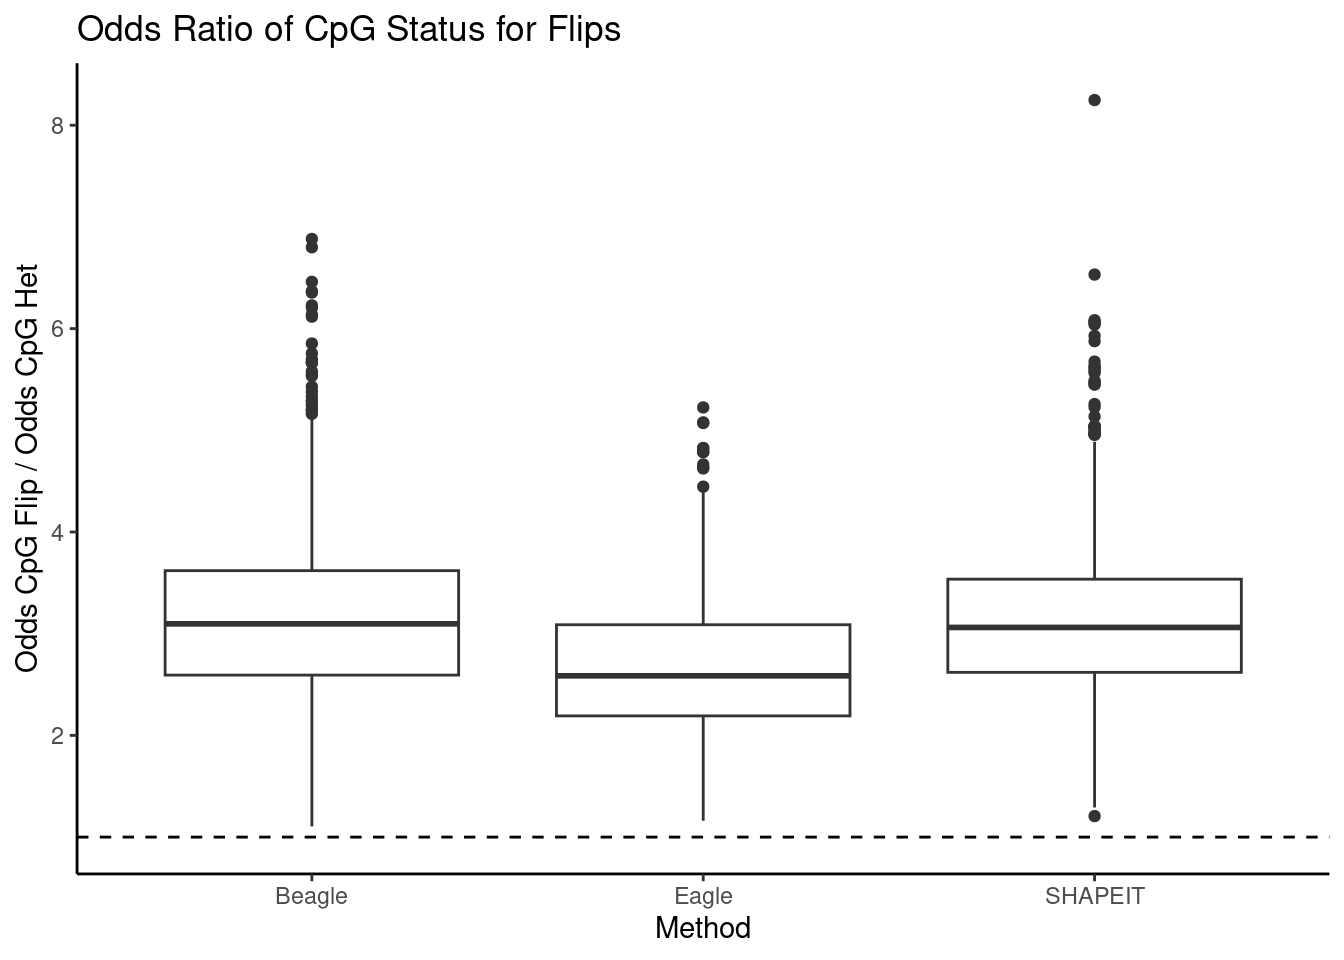 Odds Ratio of CpG Status for Flips
Odds CpG Flip / Odds CpG Het
8
6
4
2
Beagle
Eagle
SHAPEIT
Method